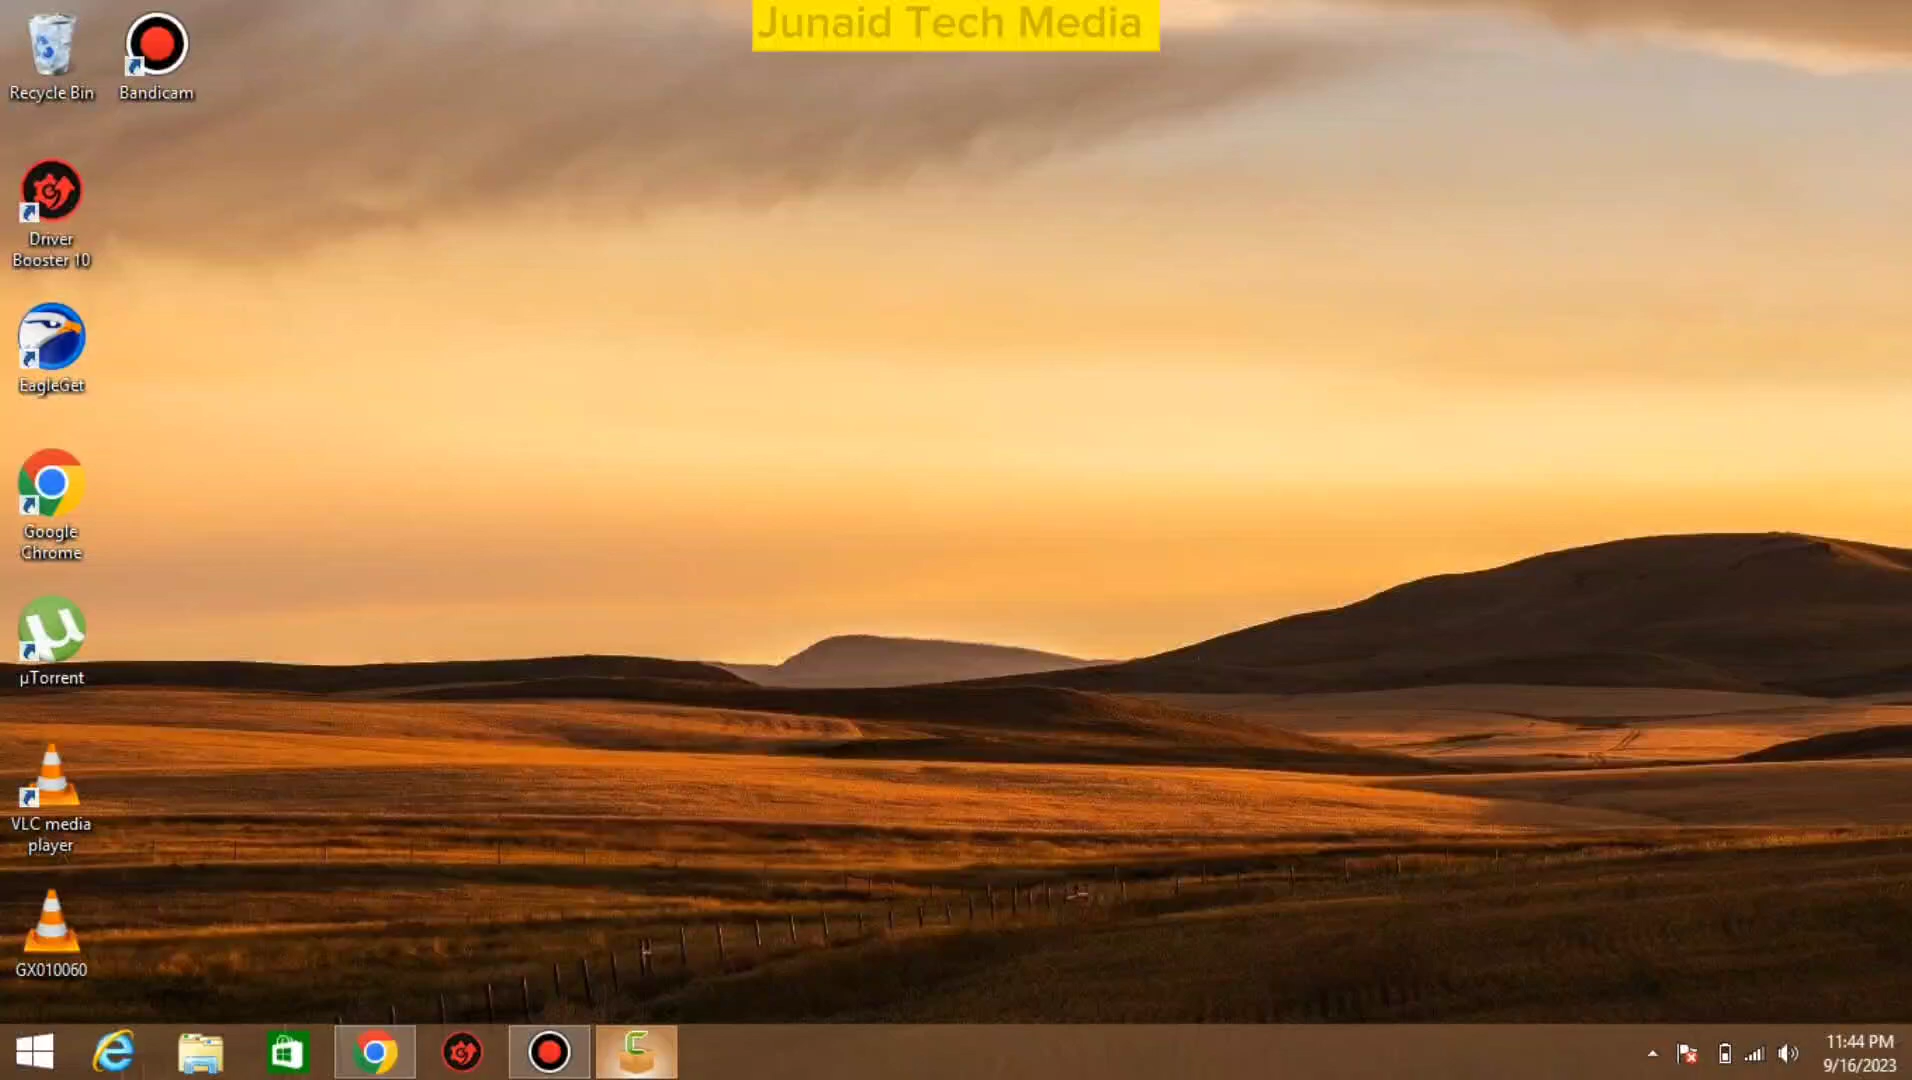 Junaid Tech Media
Recycle Bin
Bandicam
Driver
Booster 10
EagleGet
Google
Chrome
µTorrent
VLC media
player
GX010060
11:44 PM
9/16/2023